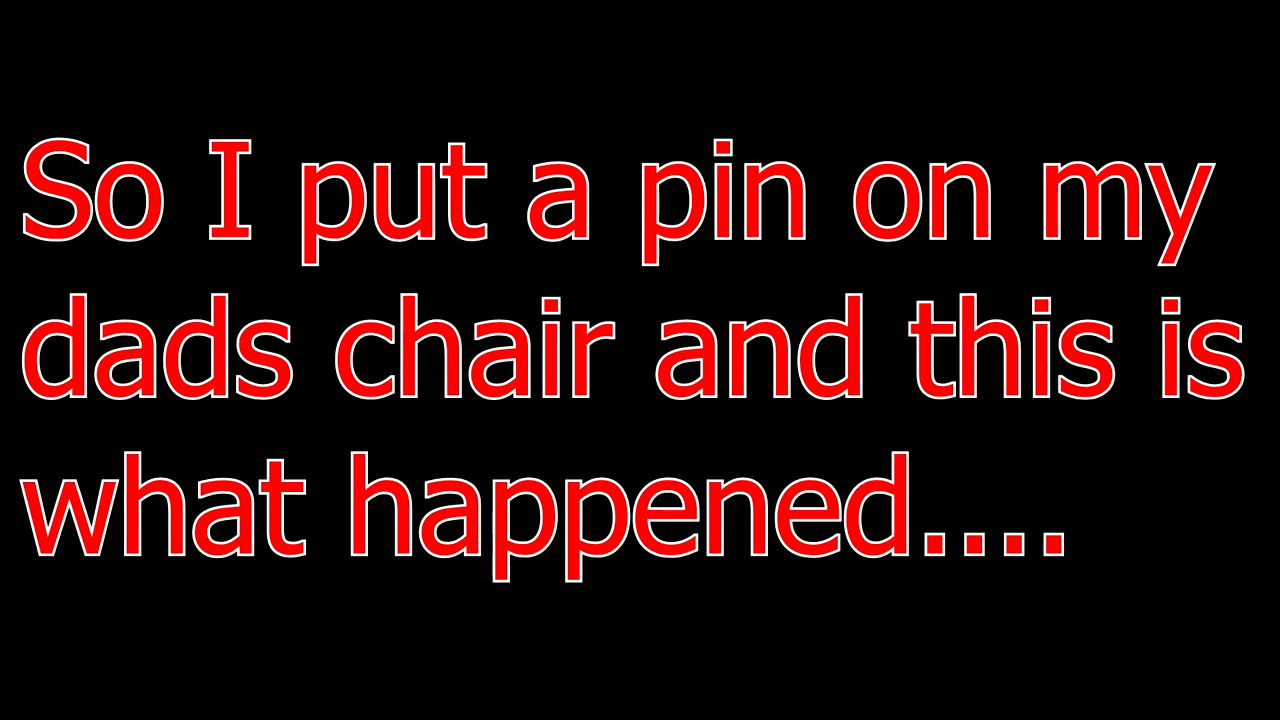 So I put a pin on my
dads chair and this is
what happened....